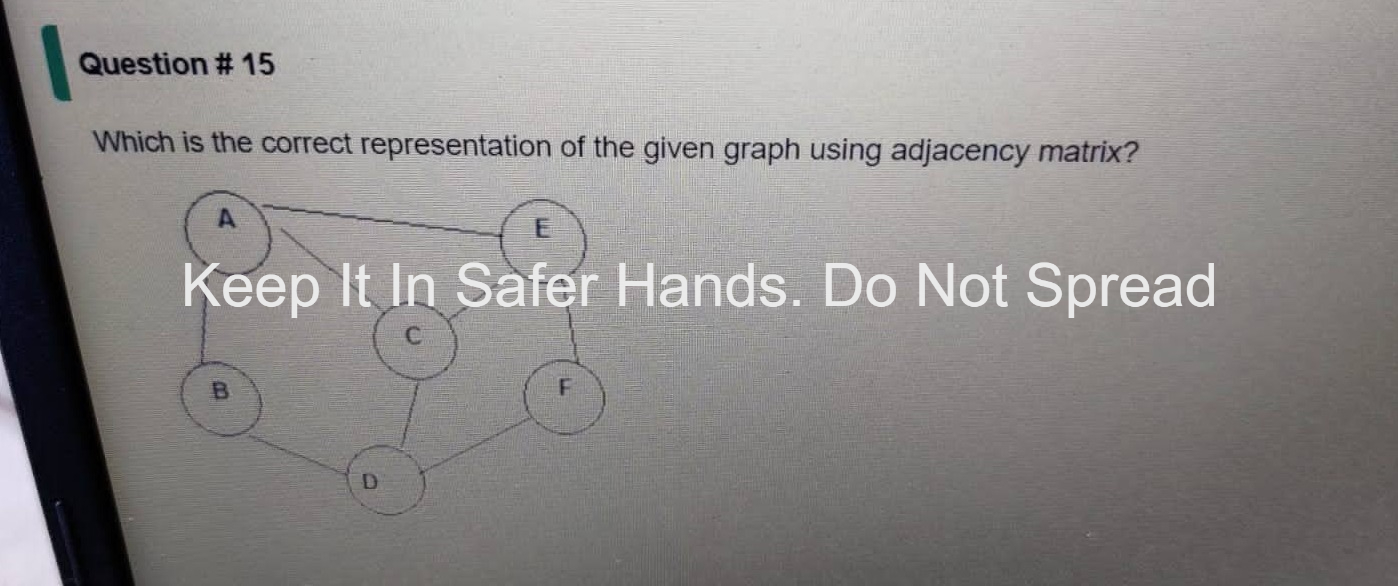 Question # 15
Which is the correct representation of the given graph using adjacency matrix?
A
E
Keep It In Safer Hands. Do Not Spread
C
B
F
D